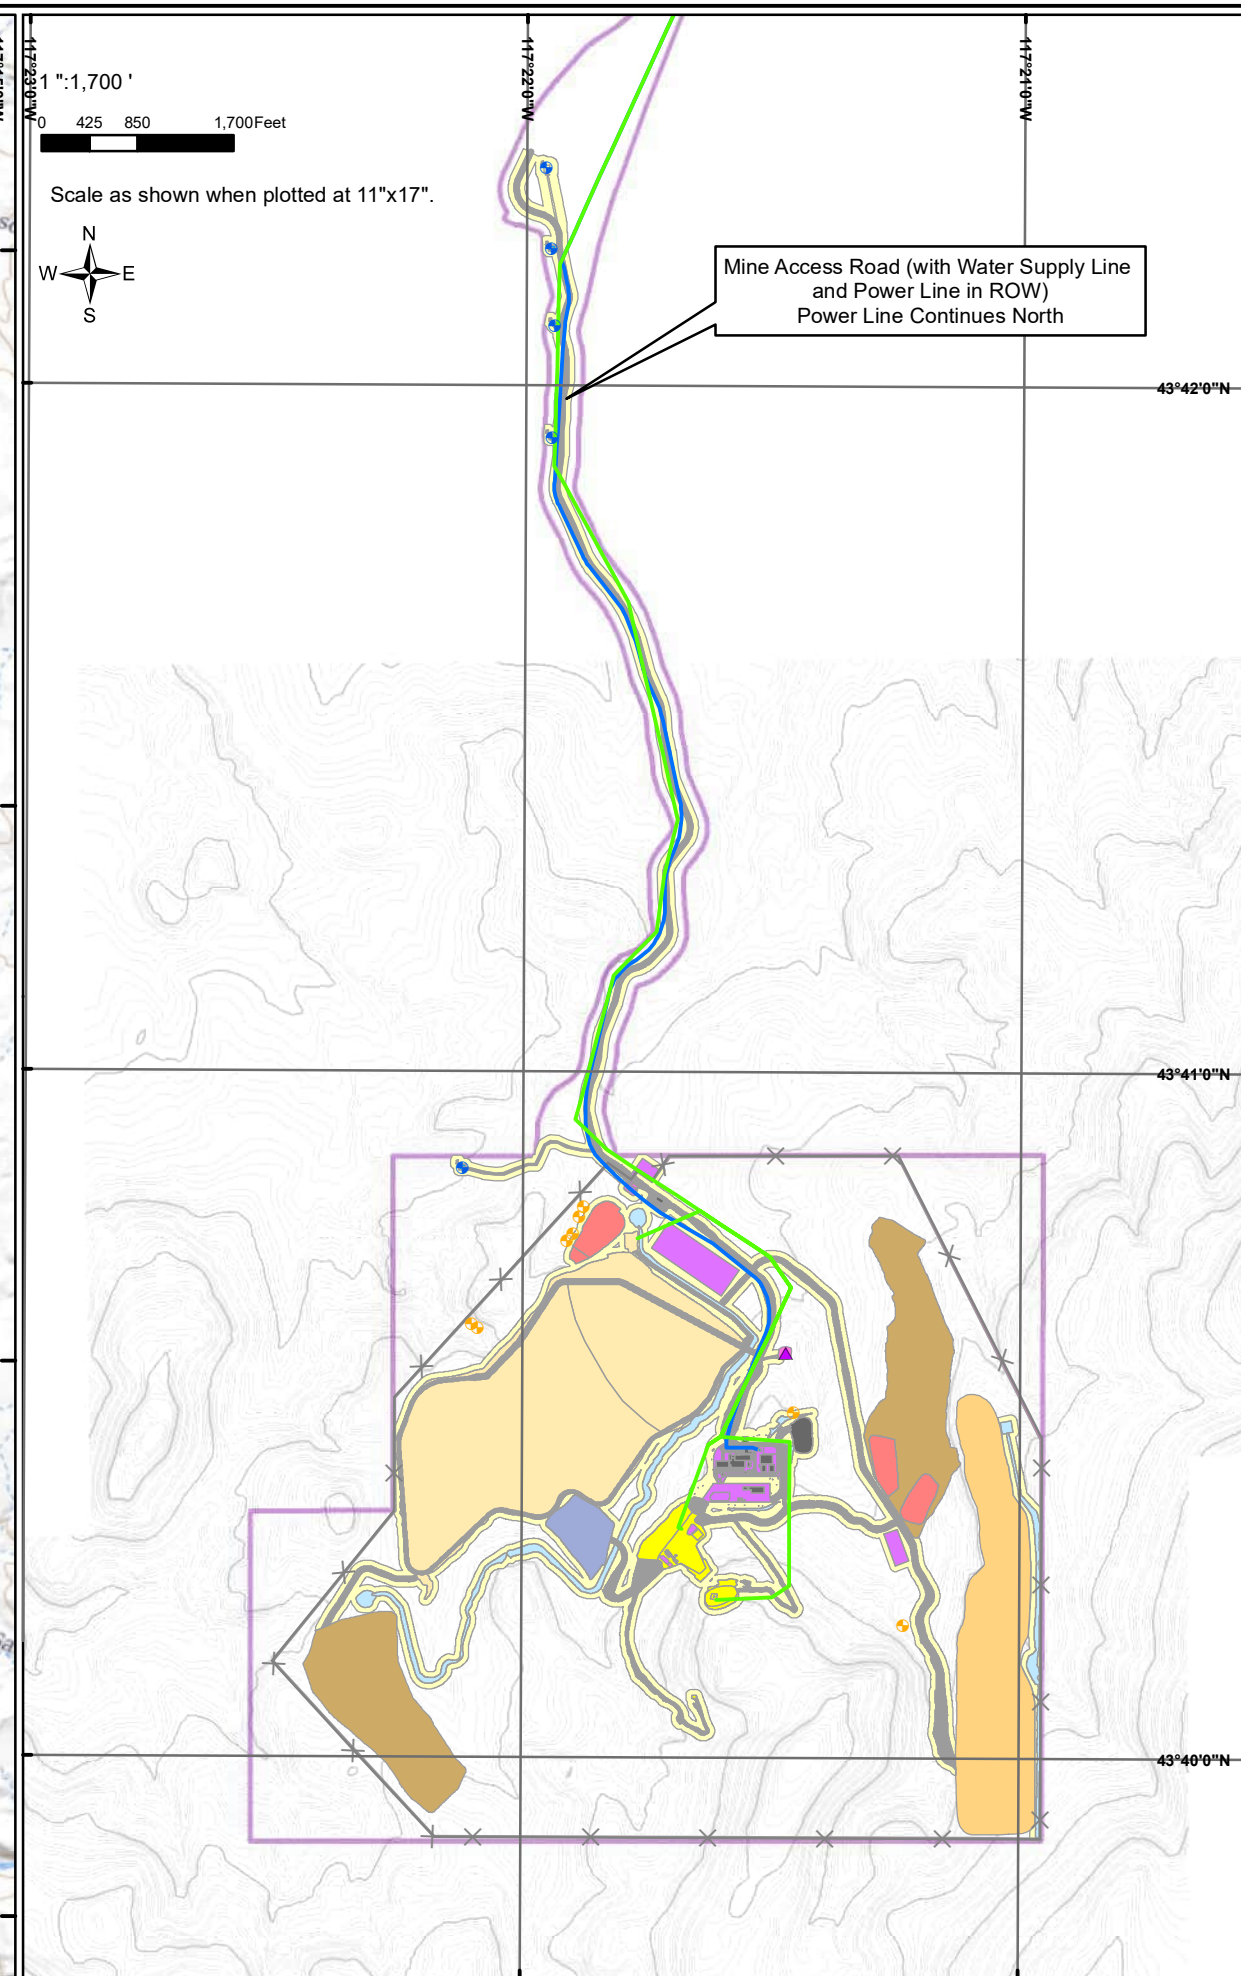 117°23'0"W
117°22'0"W
117°21'0"W
1 ":1,700 '
0 425 850 1,700Feet
Scale as shown when plotted at 11"x17".
N
W E
S
Mine Access Road (with Water Supply Line
and Power Line in ROW)
Power Line Continues North
43°42'0"N
43°41'0"N
43°40'0"N